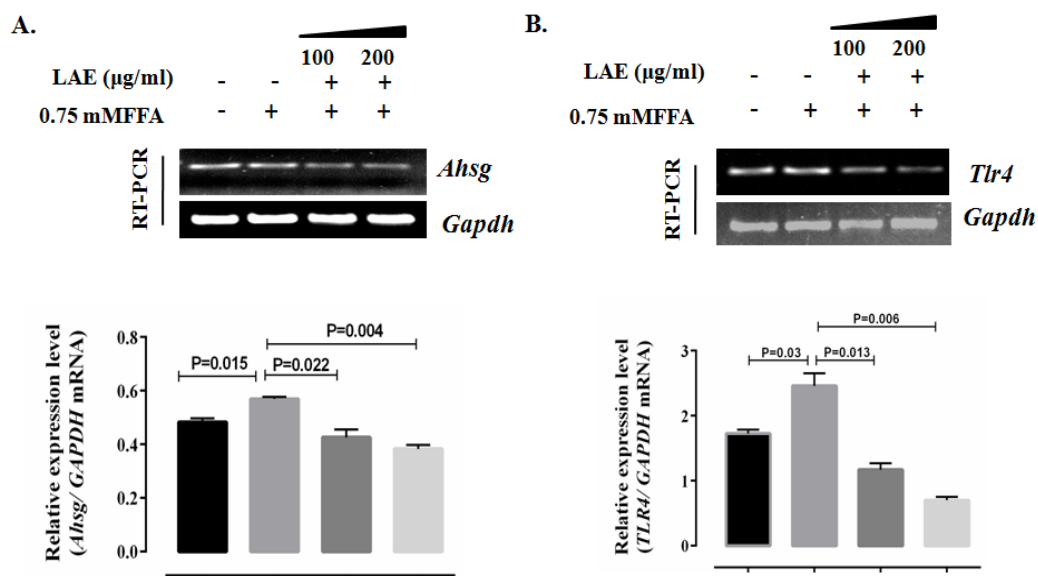 A.
100 200
LAE (µg/ml) - - + +
0.75 mMFFA - + + +
RT-PCR
Ahsg
Gapdh
Relative expression level
(Ahsg/ GAPDH mRNA)
0.8
0.6
0.4
0.2
0.0
P=0.004
P=0.015
P=0.022
B.
100 200
LAE (µg/ml) - - + +
0.75 mMFFA - + + +
RT-PCR
Tlr4
Gapdh
Relative expression level
(TLR4/ GAPDH mRNA)
3
2
1
0
P=0.006
P=0.03
P=0.013